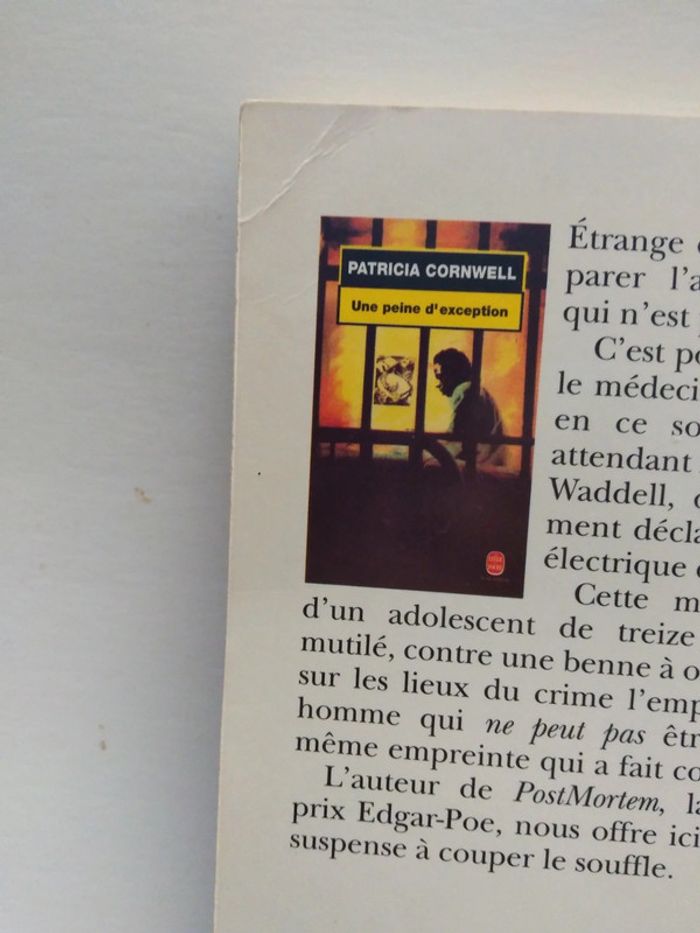 PATRICIA CORNWELL
Une peine d'exception
Étrange
parer l'a
qui n'est
C'est po
le médeci
en ce so
attendant
Waddell,
ment décla
électrique
Cette m
d'un adolescent de treize
mutilé, contre une benne à o
sur les lieux du crime l'emp
homme qui ne peut pas êtr
même empreinte qui a fait co
L'auteur de PostMortem, la
prix Edgar-Poe, nous offre ici
suspense à couper le souffle.